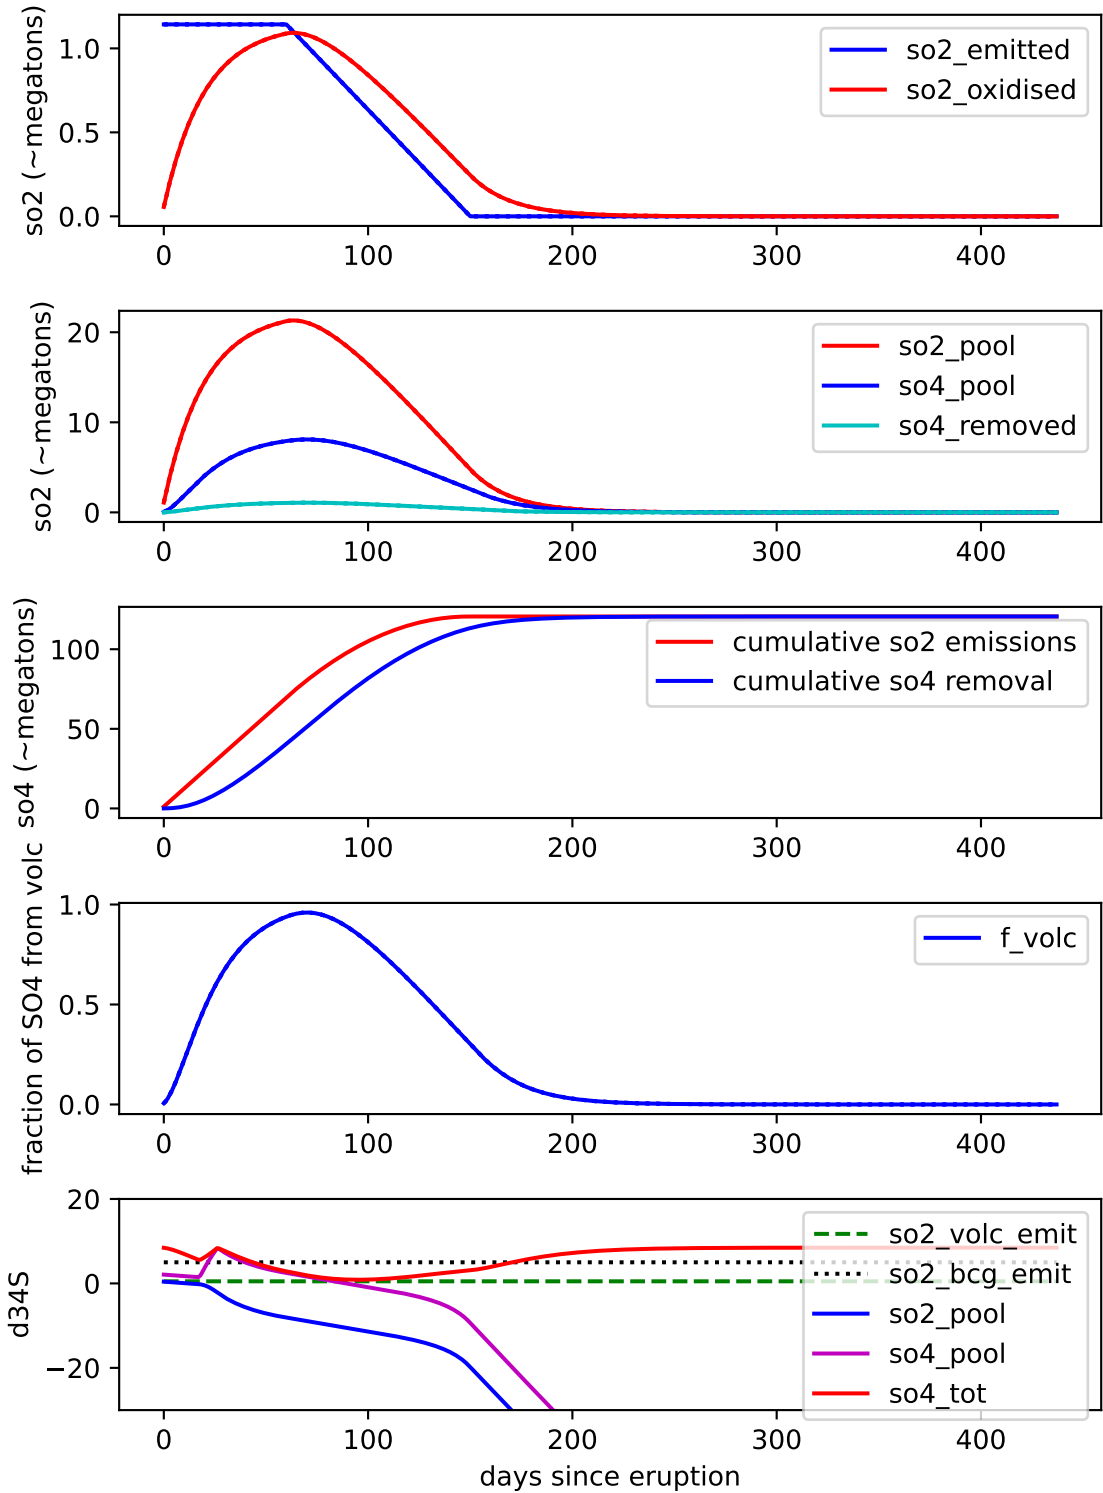 so2 (~megatons)
1.0
0.5
0.0
so2_emitted
so2_oxidised
0 100 200 300 400
so2 (~megatons)
20
10
0
so2_pool
so4_pool
so4_removed
0 100 200 300 400
so4 (~megatons)
100
50
0
cumulative so2 emissions
cumulative so4 removal
0 100 200 300 400
fraction of SO4 from volc
1.0
0.5
0.0
f_volc
0 100 200 300 400
d34S
20
0
−20
so2_volc_emit
so2_bcg_emit
so2_pool
so4_pool
so4_tot
0 100 200 300 400
days since eruption